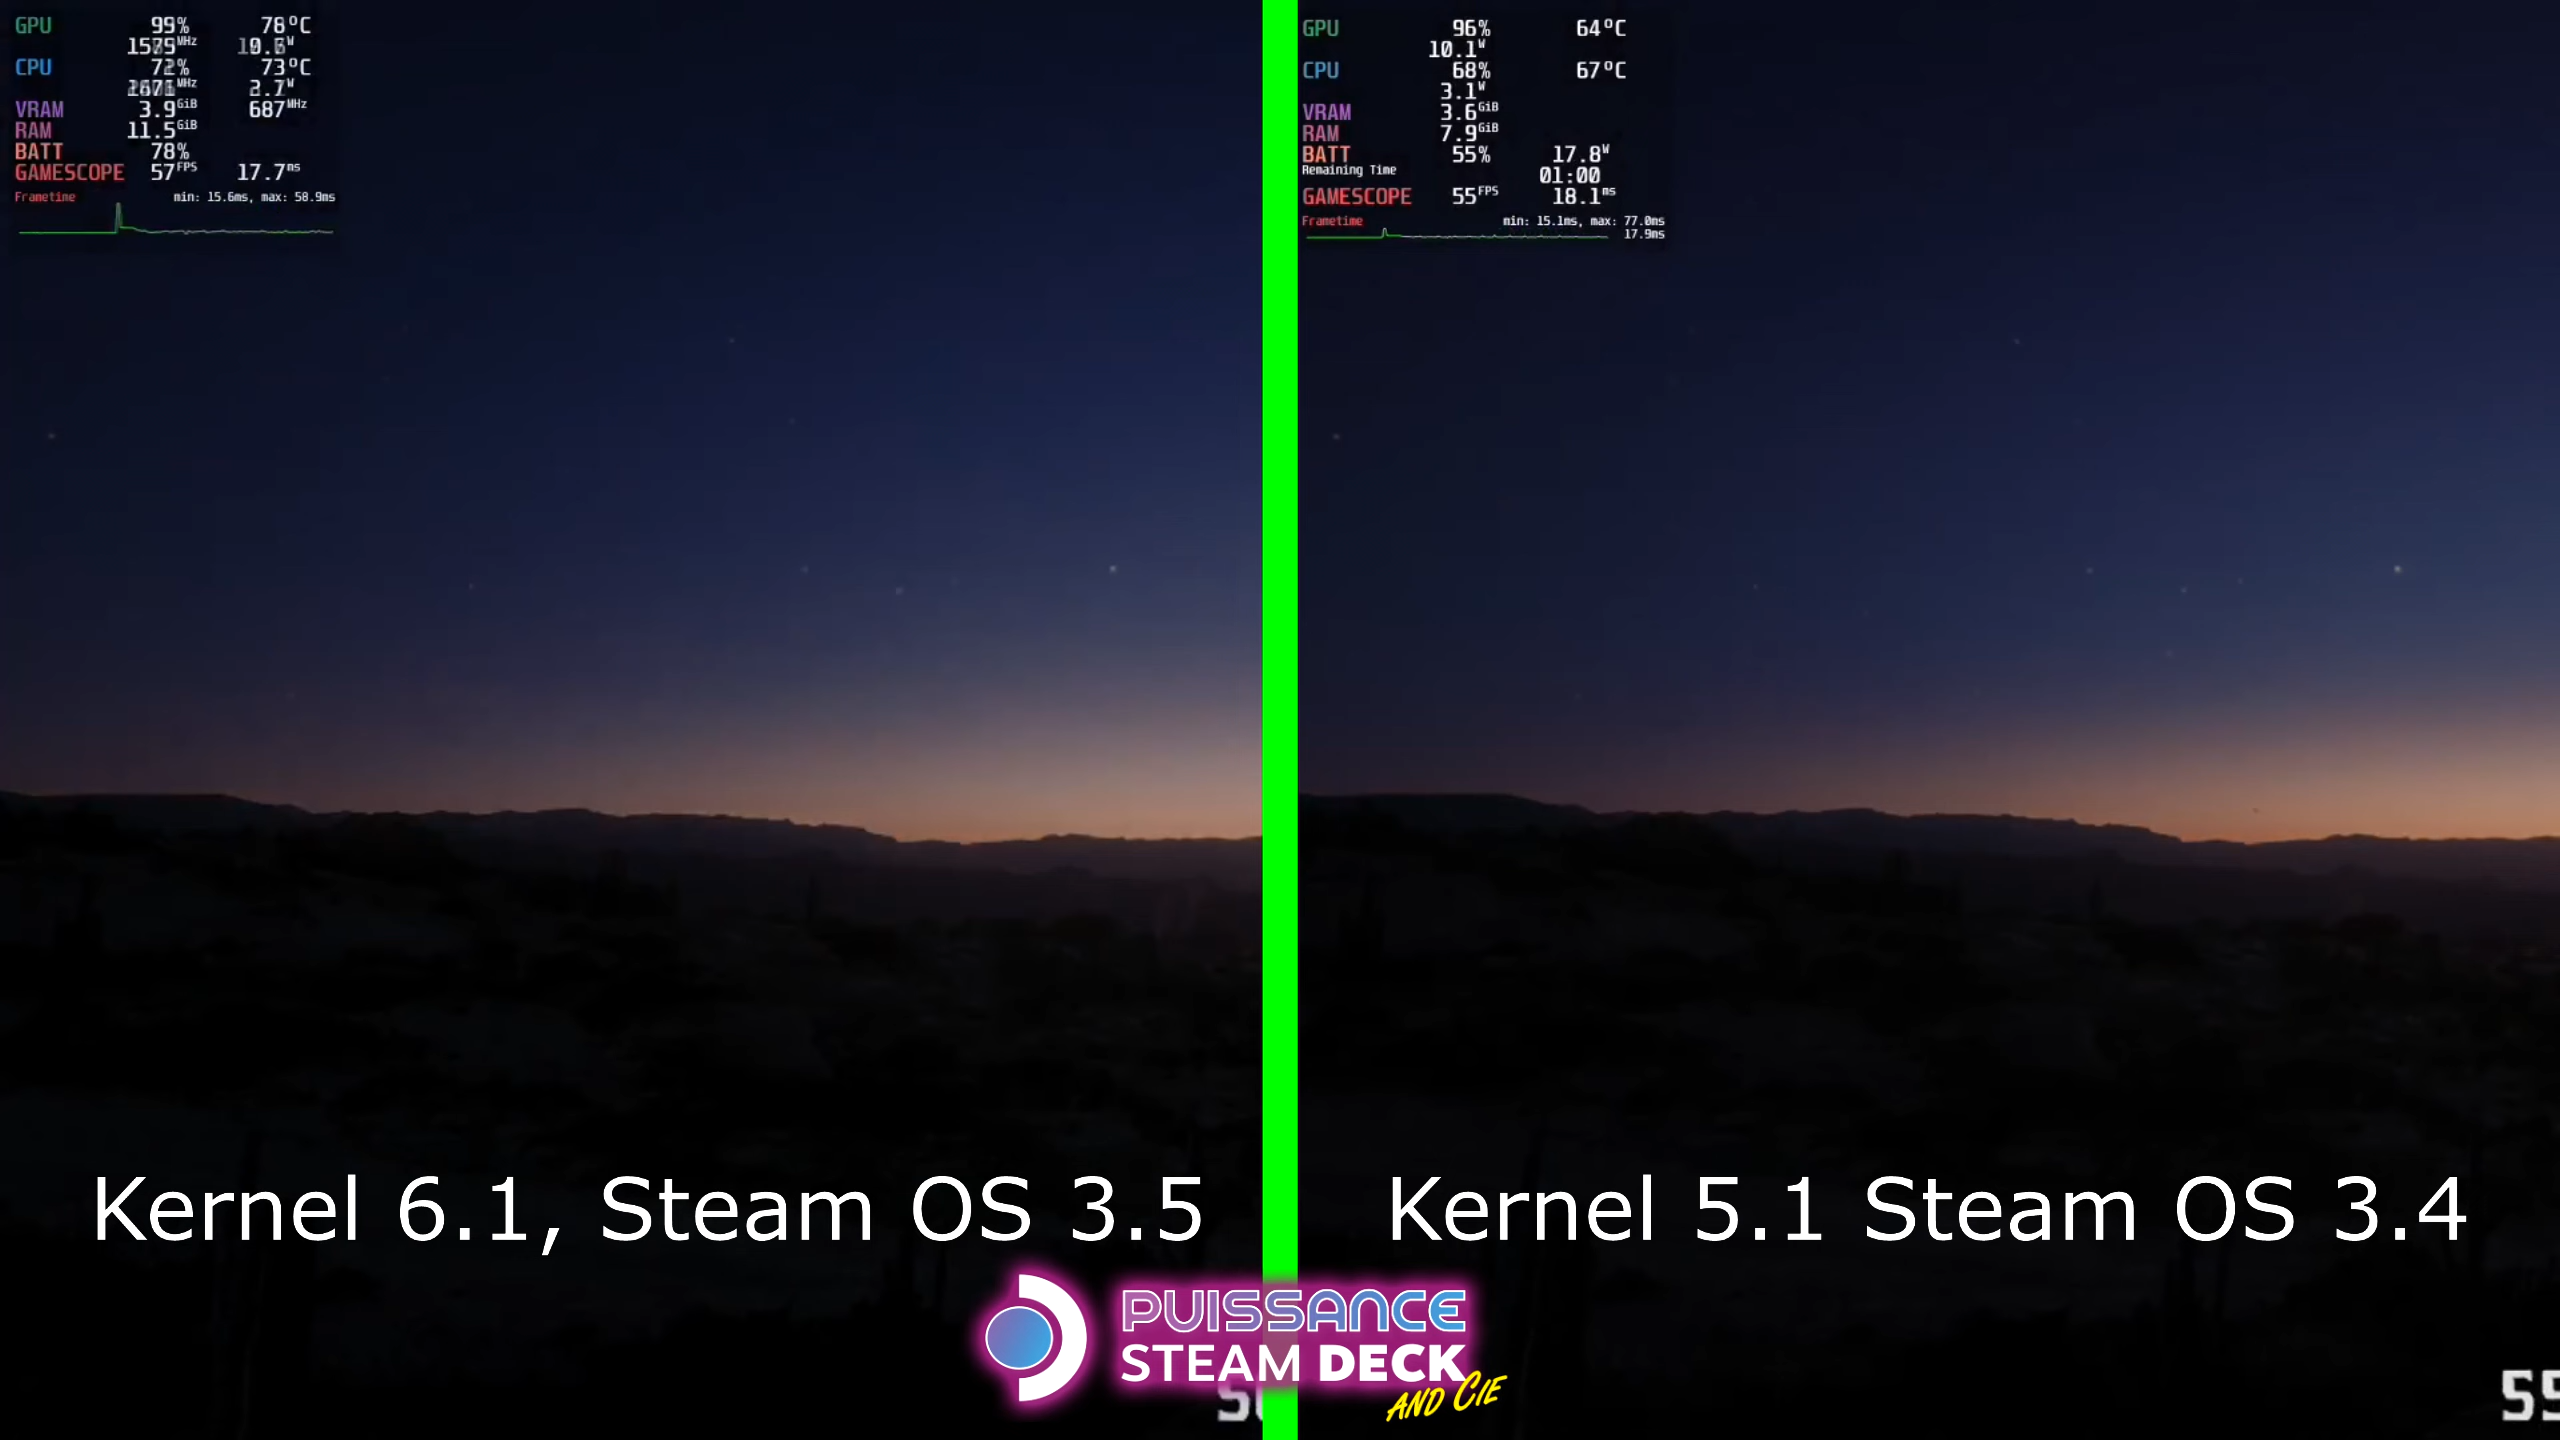 GPU 99% 76°C
CPU 72% 73°C
VRAM 3.9GiB 687MHz
RAM 11.5GiB
BATT 78%
GAMESCOPE 57FPS 17.7ms
Frametime min: 15.6ms, max: 58.9ms
GPU 96% 64°C
10.1W
CPU 68% 67°C
3.1W
VRAM 3.6GiB
RAM 7.9GiB
BATT 55% 17.8W
Remaining Time 01:00
GAMESCOPE 55FPS 18.1ms
Frametime min: 15.1ms, max: 77.0ms
17.9ms
Kernel 6.1, Steam OS 3.5
Kernel 5.1 Steam OS 3.4
PUISSANCE
STEAM DECK
AND CIE